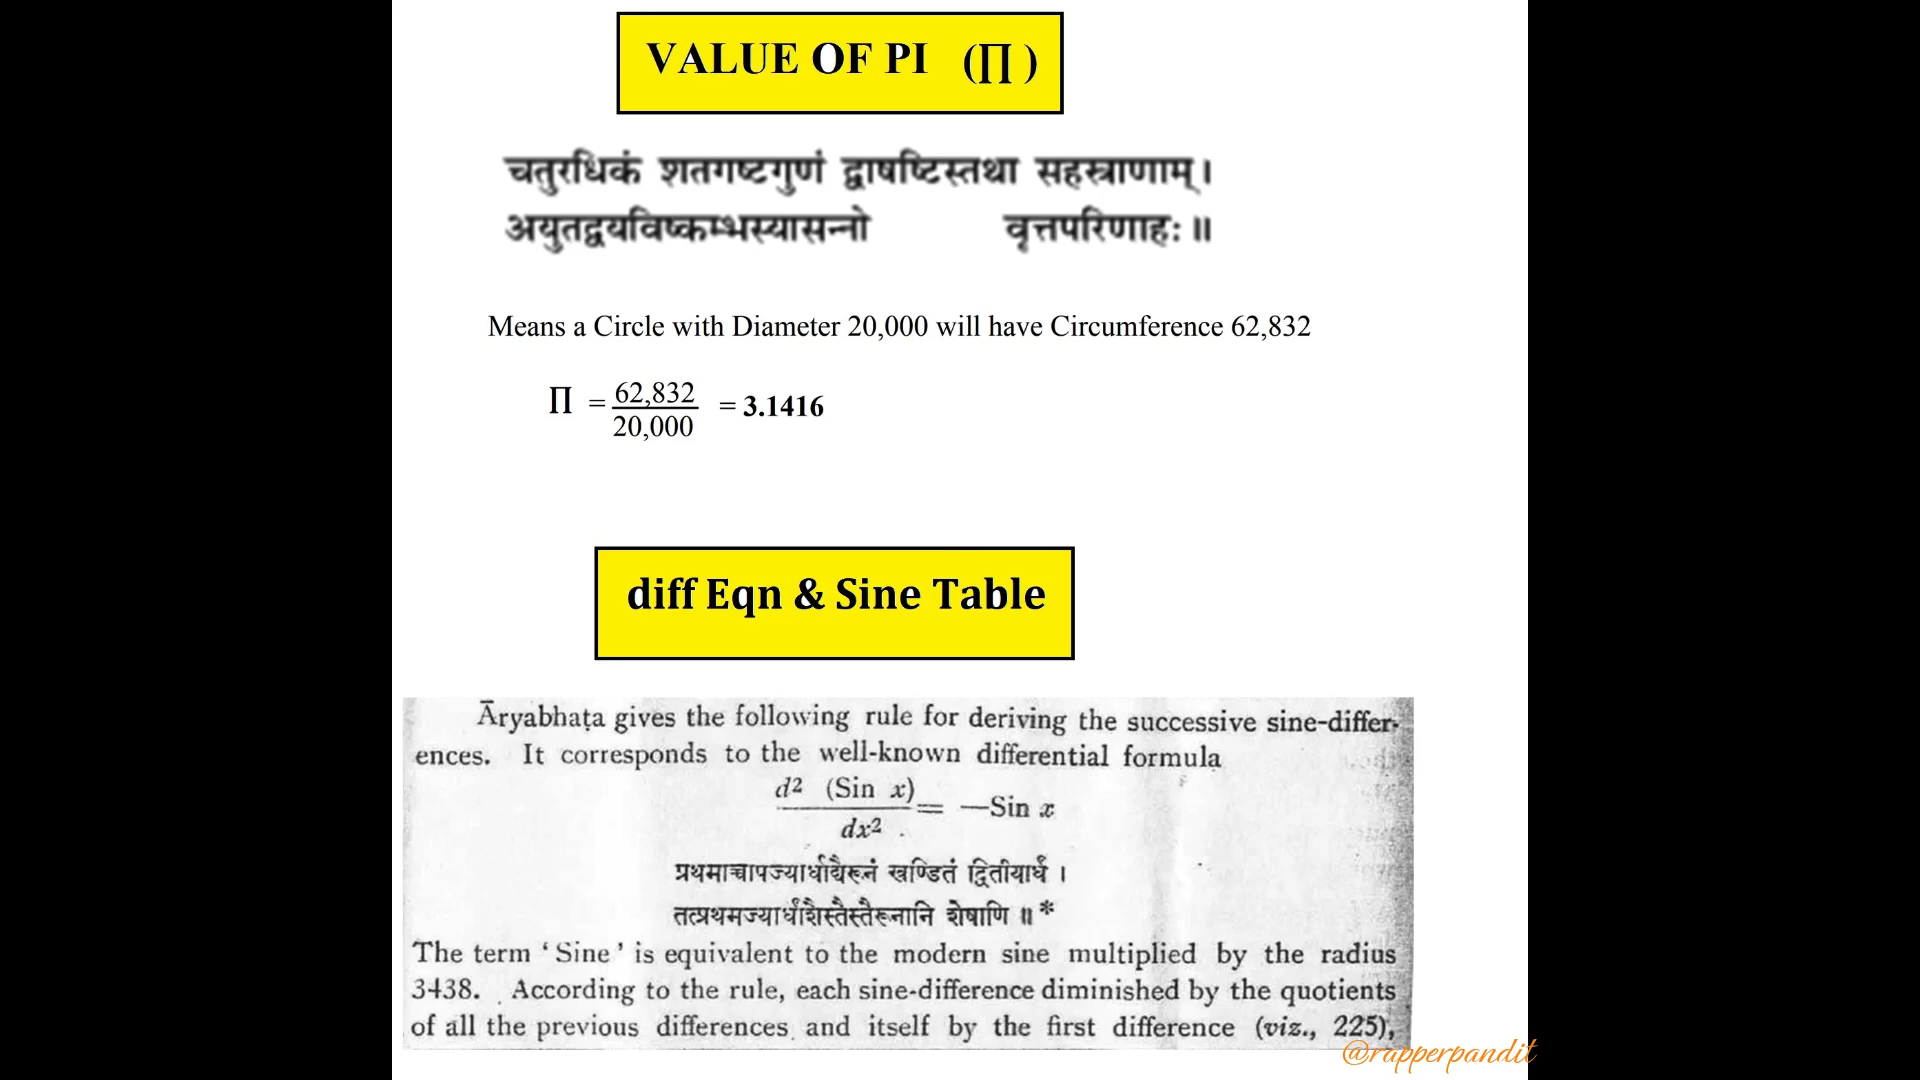 VALUE OF PI (∏ )
चतुरधिकं शतगष्टगुणं द्वाषष्टिस्तथा सहस्त्राणाम् ।
अयुतद्वयविष्कम्भस्यासन्नो वृत्तपरिणाहः ॥
Means a Circle with Diameter 20,000 will have Circumference 62,832
∏ = 62,832 / 20,000 = 3.1416
diff Eqn & Sine Table
Āryabhaṭa gives the following rule for deriving the successive sine-differ-
ences. It corresponds to the well-known differential formula
d² (Sin x) / dx² = —Sin x
प्रथमाच्चापज्यार्धाद्यैरूनं खण्डितं द्वितीयार्धं ।
तत्प्रथमज्यार्धांशैस्तैस्तैरूनानि शेषाणि ॥ *
The term ‘Sine’ is equivalent to the modern sine multiplied by the radius
3438. According to the rule, each sine-difference diminished by the quotients
of all the previous differences and itself by the first difference (viz., 225),
@rapperpandit